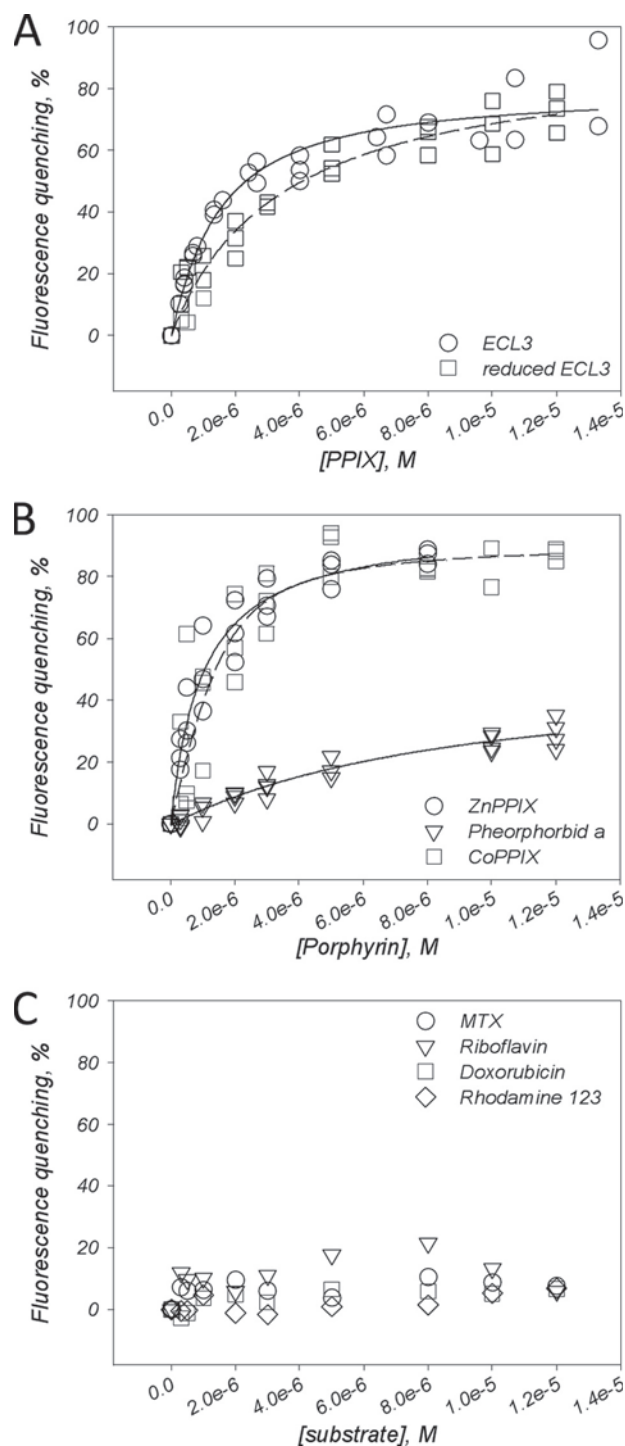 A
Fluorescence quenching, %
100
80
60
40
20
0
ECL3
reduced ECL3
0.0
2.0e-6
4.0e-6
6.0e-6
8.0e-6
1.0e-5
1.2e-5
1.4e-5
[PPIX], M
B
Fluorescence quenching, %
100
80
60
40
20
0
ZnPPIX
Pheorphorbid a
CoPPIX
0.0
2.0e-6
4.0e-6
6.0e-6
8.0e-6
1.0e-5
1.2e-5
1.4e-5
[Porphyrin], M
C
Fluorescence quenching, %
100
80
60
40
20
0
MTX
Riboflavin
Doxorubicin
Rhodamine 123
0.0
2.0e-6
4.0e-6
6.0e-6
8.0e-6
1.0e-5
1.2e-5
1.4e-5
[substrate], M